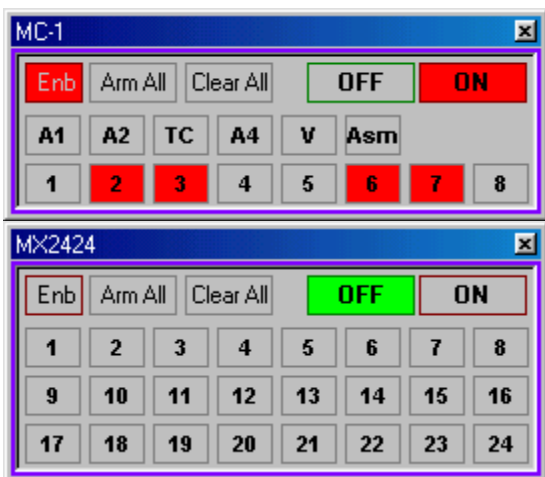 MC-1
Enb Arm All Clear All OFF ON
A1 A2 TC A4 V Asm
1 2 3 4 5 6 7 8
MX2424
Enb Arm All Clear All OFF ON
1 2 3 4 5 6 7 8
9 10 11 12 13 14 15 16
17 18 19 20 21 22 23 24